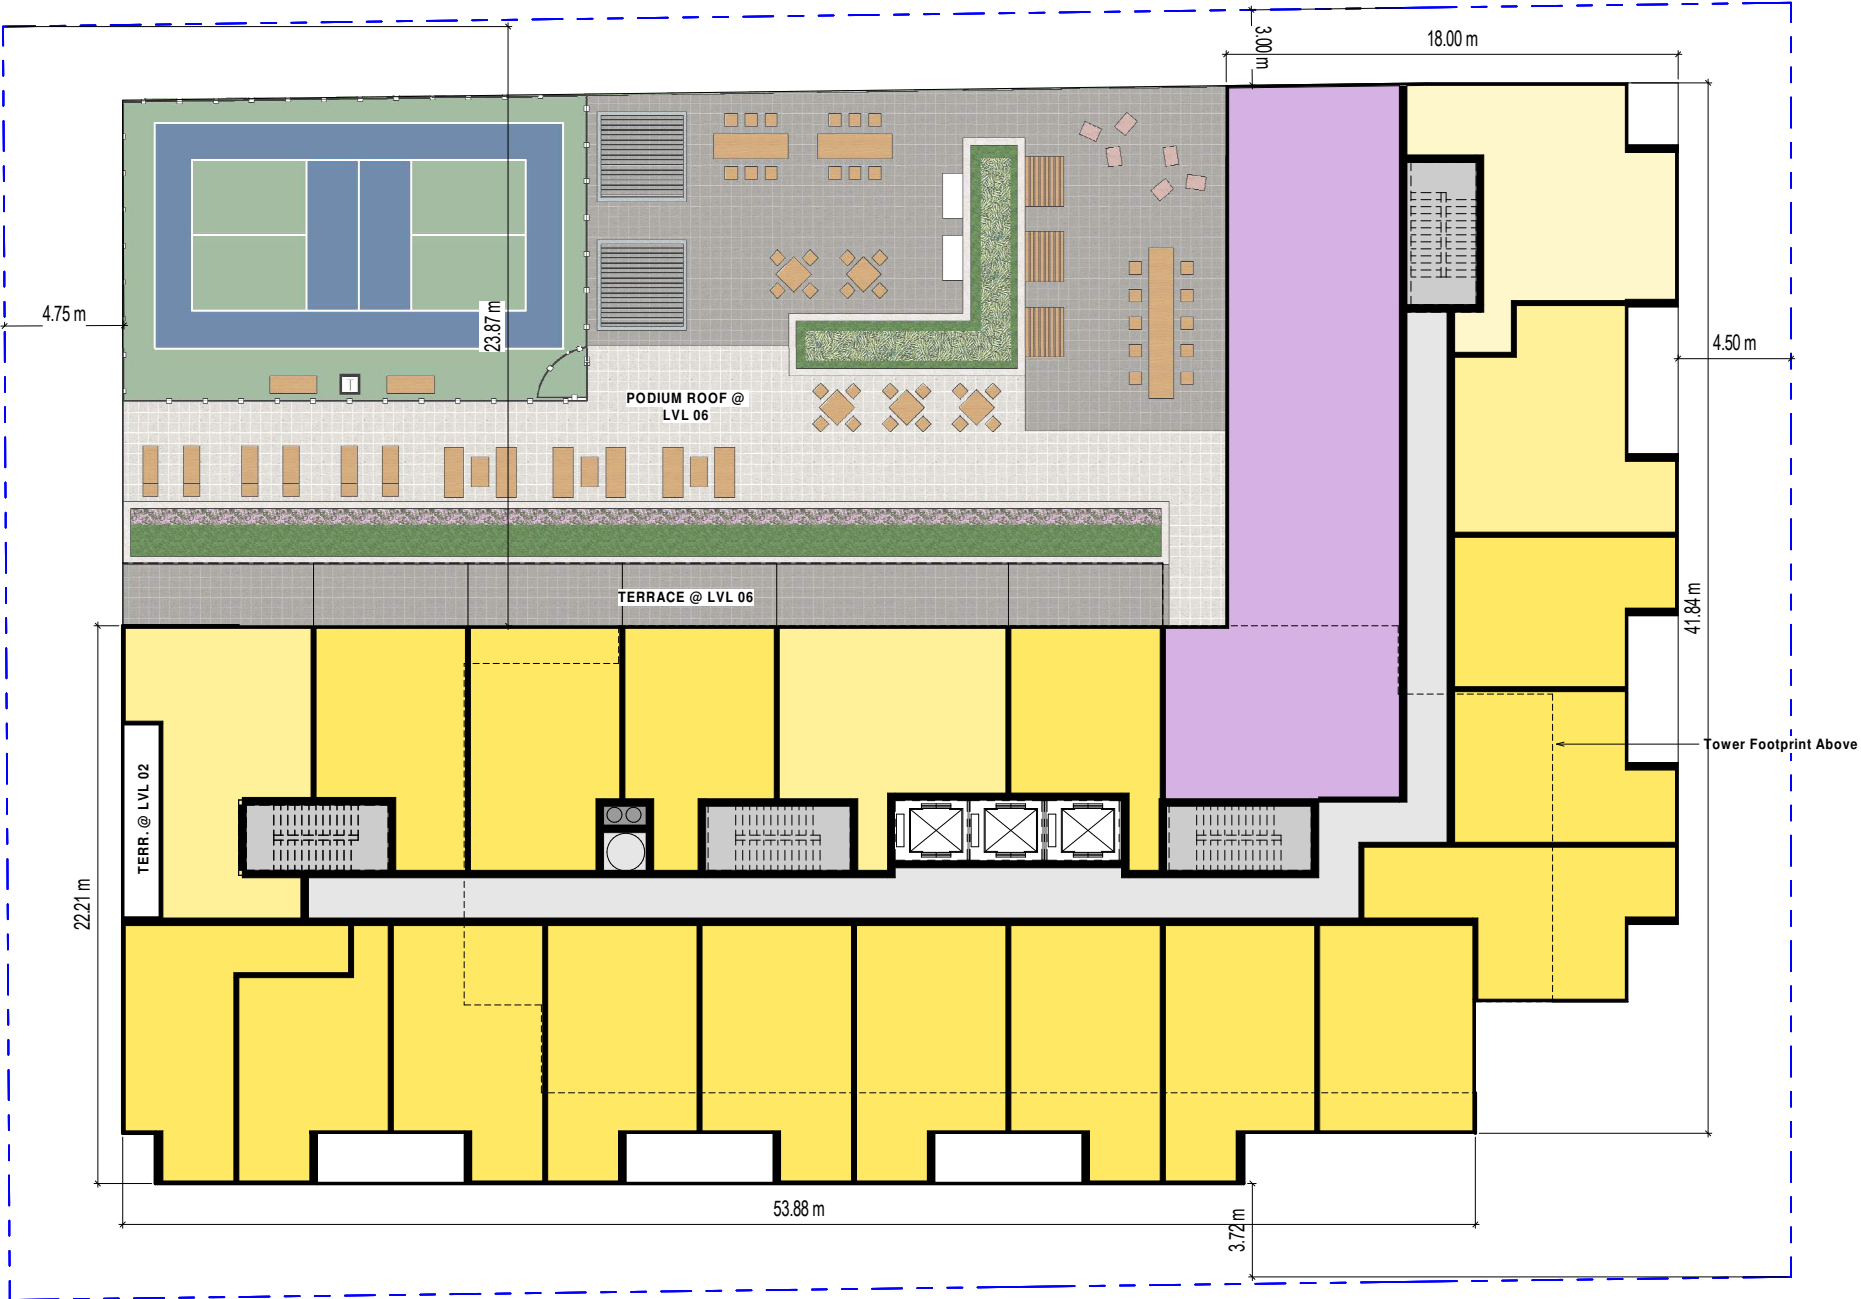 3.00 m
18.00 m
4.75 m
23.87 m
4.50 m
PODIUM ROOF @
LVL 06
TERRACE @ LVL 06
41.84 m
Tower Footprint Above
TERR. @ LVL 02
22.21 m
53.88 m
3.72 m